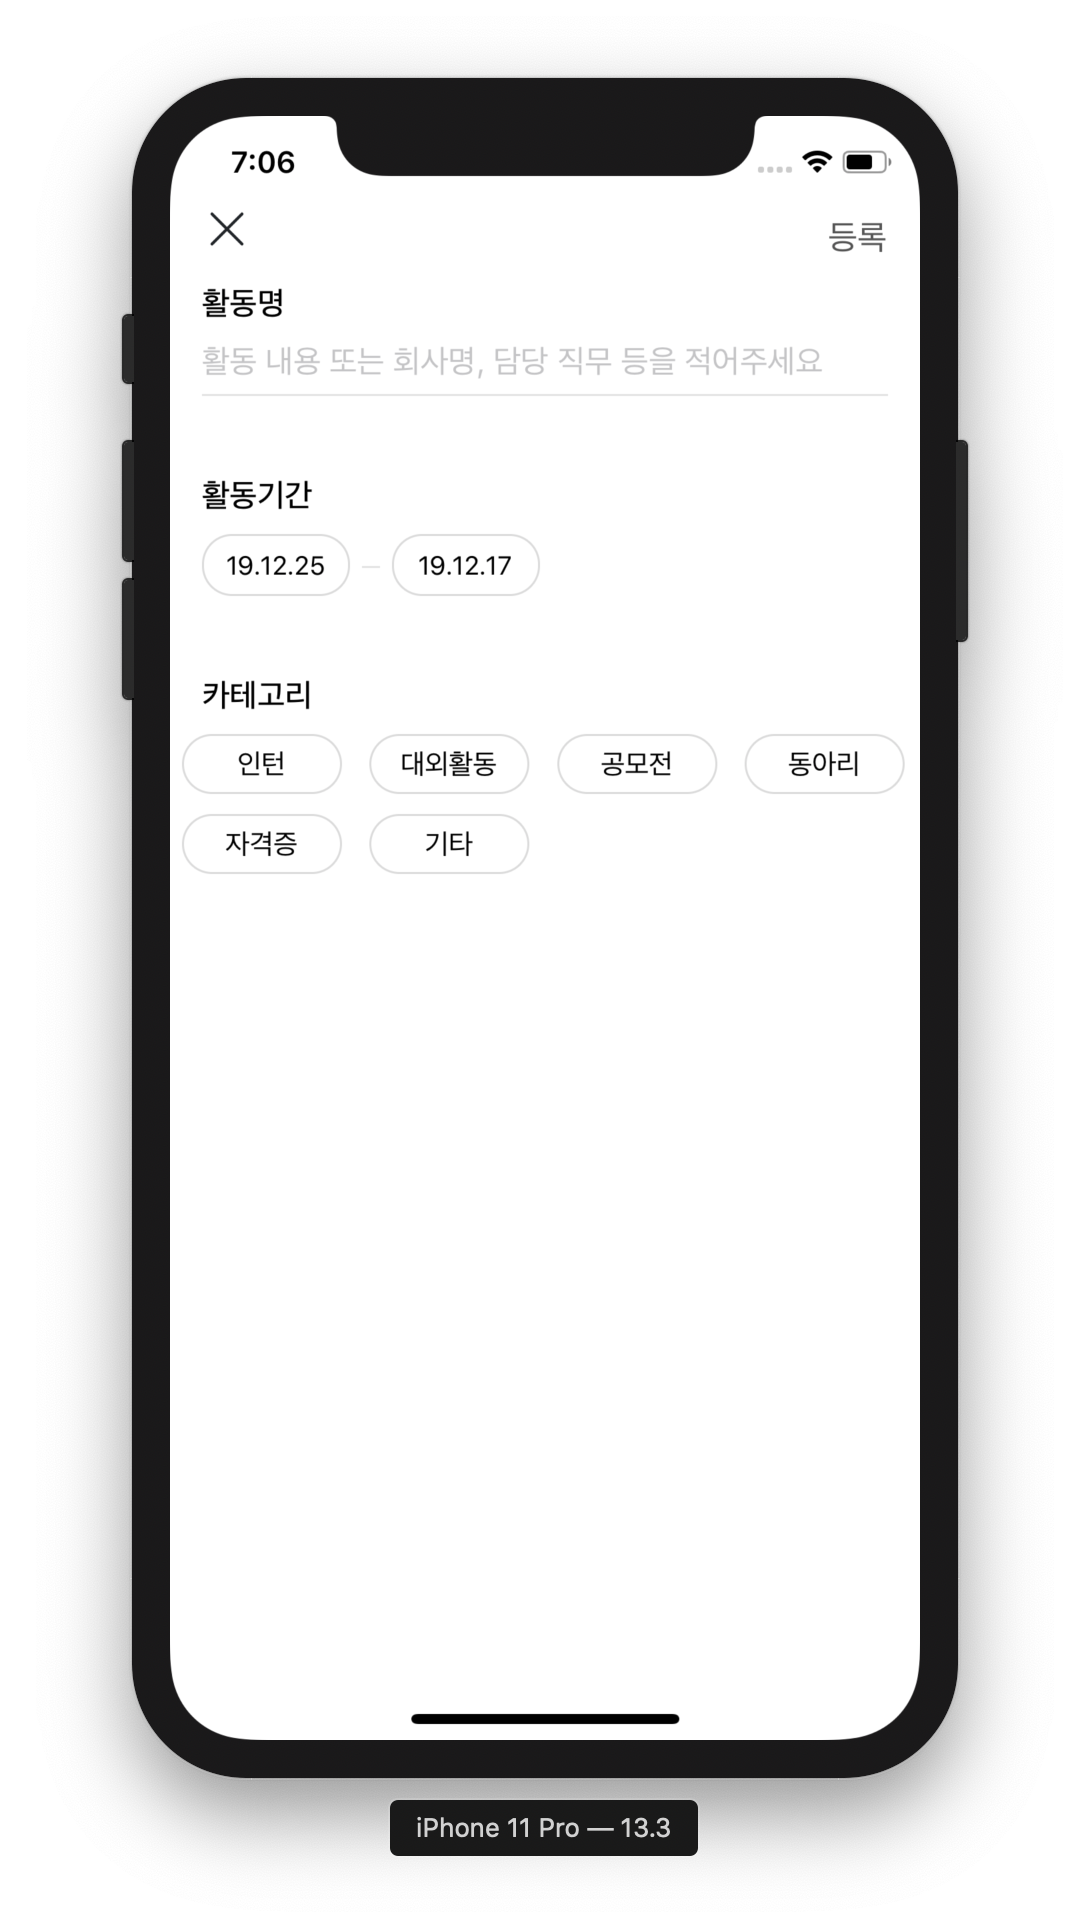 7:06
등록
활동명
활동 내용 또는 회사명, 담당 직무 등을 적어주세요
활동기간
19.12.25 — 19.12.17
카테고리
인턴 대외활동 공모전 동아리
자격증 기타
iPhone 11 Pro — 13.3